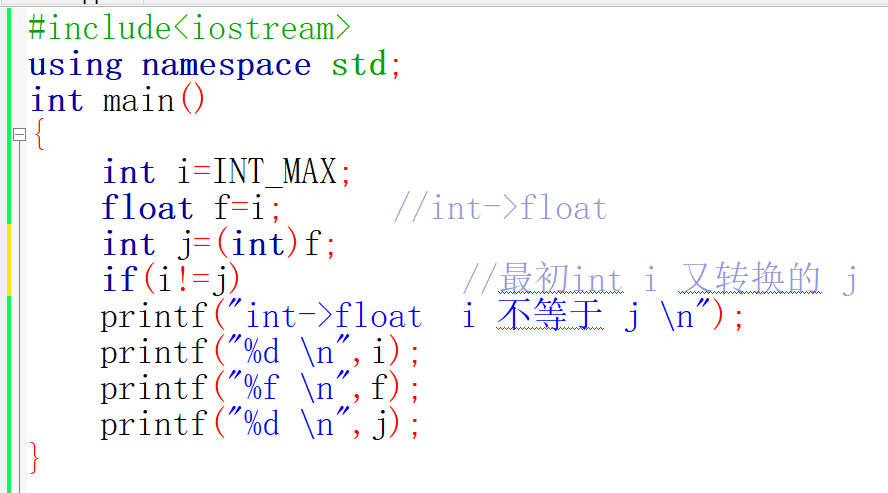 #include<iostream>
using namespace std;
int main()
{
    int i=INT_MAX;
    float f=i;      //int->float
    int j=(int)f;
    if(i!=j)            //最初int i 又转换的 j
    printf("int->float  i 不等于 j \n");
    printf("%d \n",i);
    printf("%f \n",f);
    printf("%d \n",j);
}